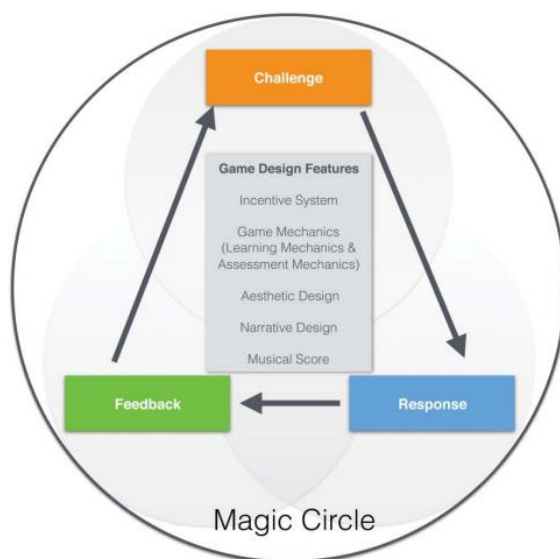 Challenge
Game Design Features
Incentive System
Game Mechanics
(Learning Mechanics &
Assessment Mechanics)
Aesthetic Design
Narrative Design
Musical Score
Feedback
Response
Magic Circle